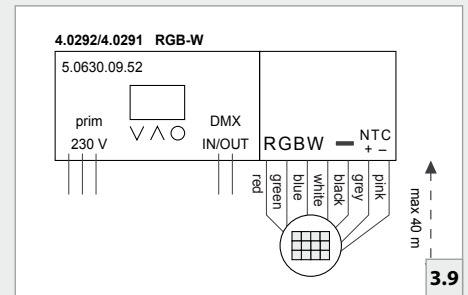 4.0292/4.0291 RGB-W
5.0630.09.52
prim
230 V
DMX
IN/OUT
RGBW
NTC
+ –
red
green
blue
white
black
grey
pink
max 40 m
3.9